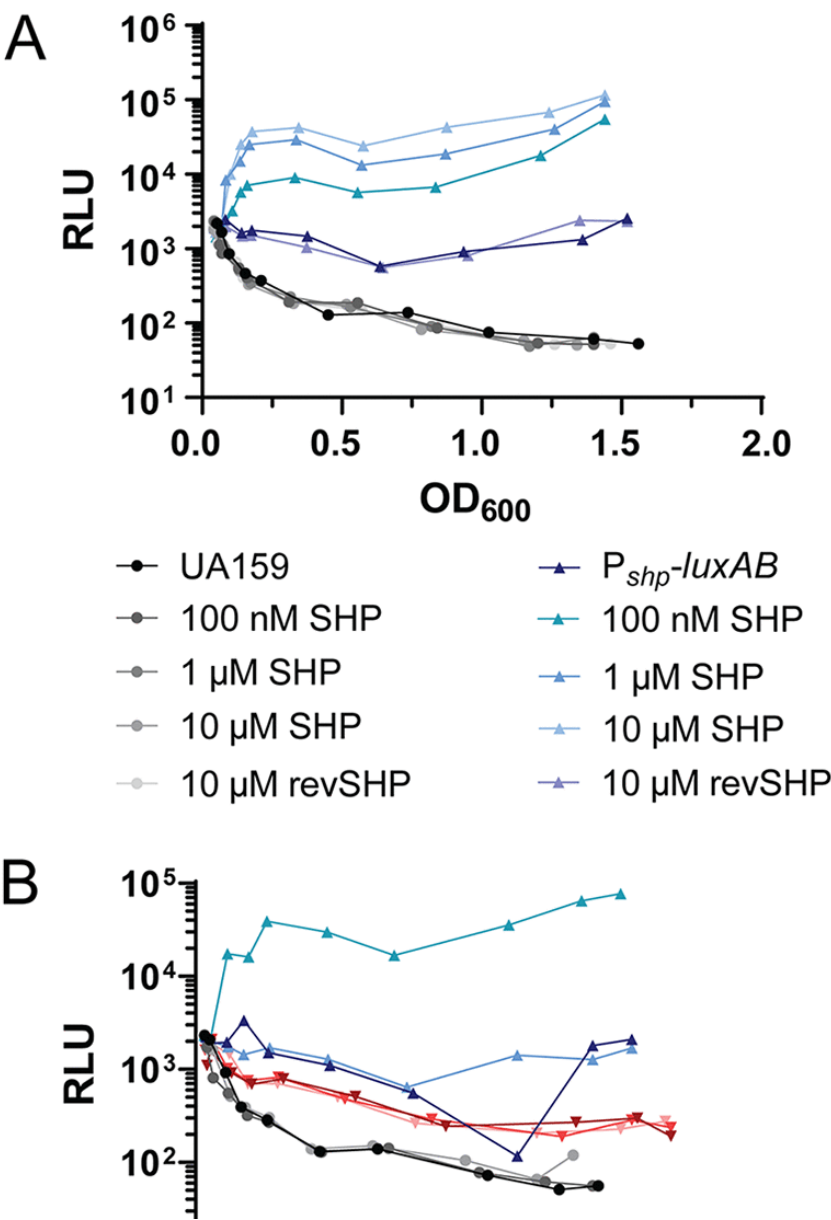 A
RLU
10⁶
10⁵
10⁴
10³
10²
10¹
0.0 0.5 1.0 1.5 2.0
OD₆₀₀
UA159
100 nM SHP
1 µM SHP
10 µM SHP
10 µM revSHP
Pshp-luxAB
100 nM SHP
1 µM SHP
10 µM SHP
10 µM revSHP
B
RLU
10⁵
10⁴
10³
10²